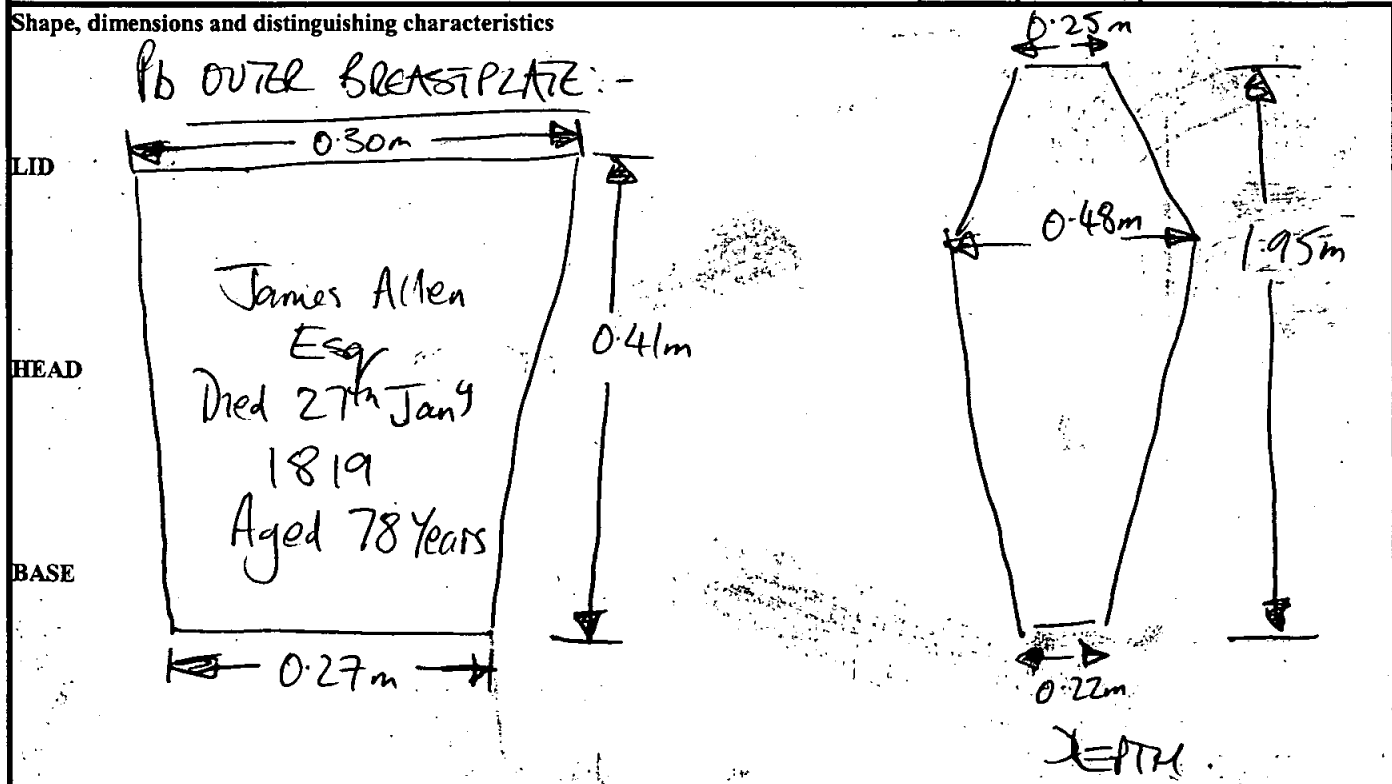 Shape, dimensions and distinguishing characteristics
Pb OUTER BREASTPLATE:-
0.30m
LID
James Allen
Esqr
HEAD
Died 27th Jany
1819
Aged 78 Years
BASE
0.41m
0.27m
0.25m
0.48m
1.95m
0.22m
DEPTH.